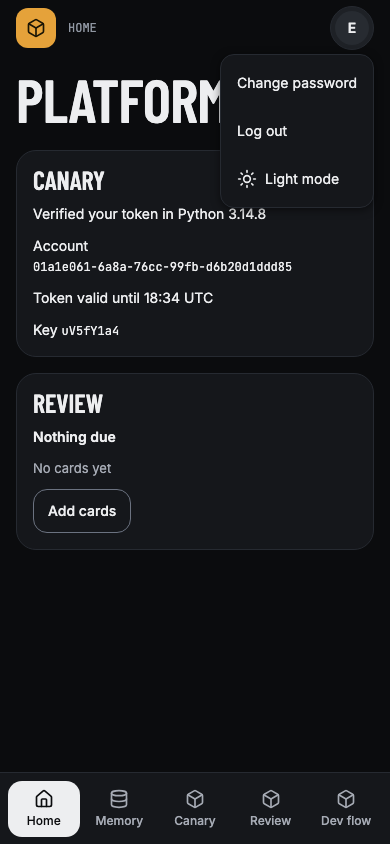 HOME
E
Change password
Log out
Light mode
PLATFORM
CANARY
Verified your token in Python 3.14.8
Account
01a1e061-6a8a-76cc-99fb-d6b20d1ddd85
Token valid until 18:34 UTC
Key uV5fY1a4
REVIEW
Nothing due
No cards yet
Add cards
Home
Memory
Canary
Review
Dev flow